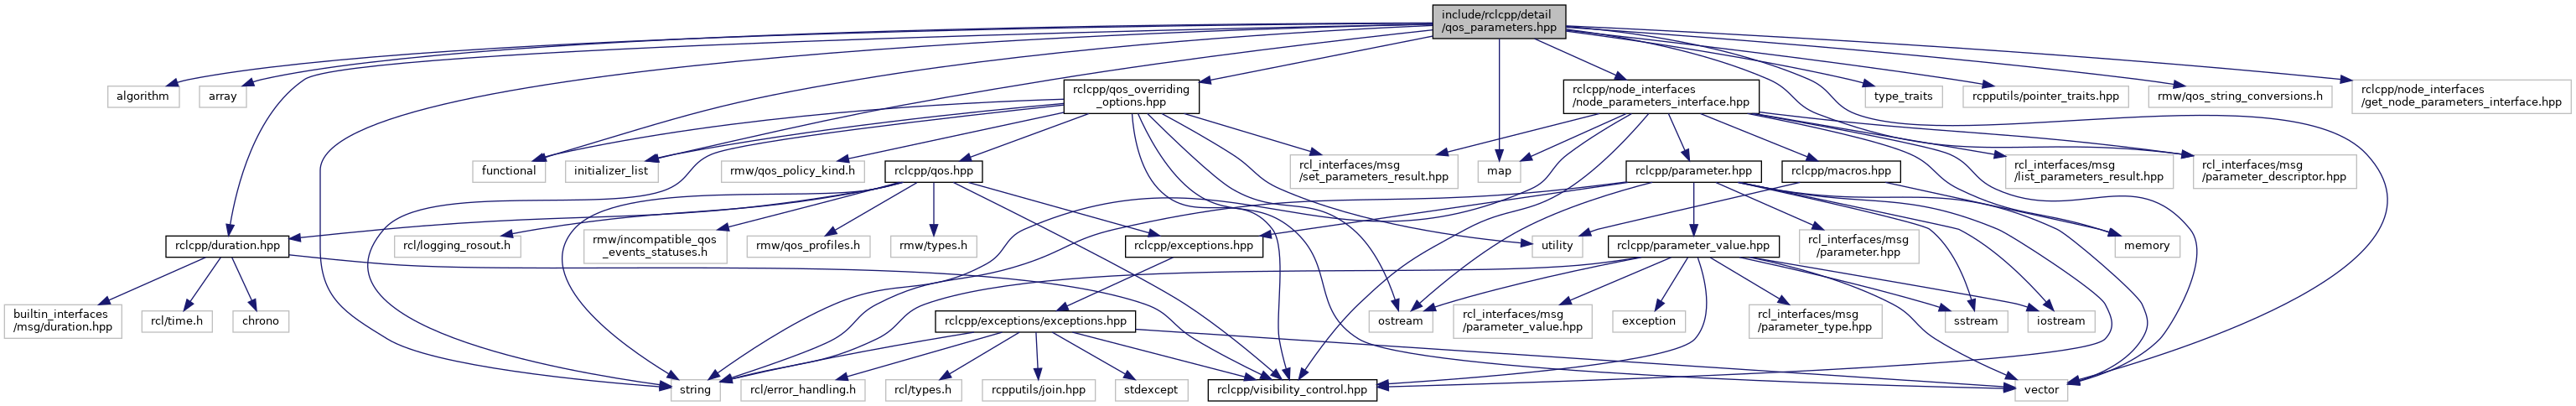 include/rclcpp/detail
/qos_parameters.hpp
algorithm
array
rclcpp/qos_overriding
_options.hpp
rclcpp/node_interfaces
/node_parameters_interface.hpp
type_traits
rcpputils/pointer_traits.hpp
rmw/qos_string_conversions.h
rclcpp/node_interfaces
/get_node_parameters_interface.hpp
functional
initializer_list
rmw/qos_policy_kind.h
rclcpp/qos.hpp
rcl_interfaces/msg
/set_parameters_result.hpp
map
rclcpp/parameter.hpp
rclcpp/macros.hpp
rcl_interfaces/msg
/list_parameters_result.hpp
rcl_interfaces/msg
/parameter_descriptor.hpp
rclcpp/duration.hpp
rcl/logging_rosout.h
rmw/incompatible_qos
_events_statuses.h
rmw/qos_profiles.h
rmw/types.h
rclcpp/exceptions.hpp
utility
rclcpp/parameter_value.hpp
rcl_interfaces/msg
/parameter.hpp
memory
builtin_interfaces
/msg/duration.hpp
rcl/time.h
chrono
rclcpp/exceptions/exceptions.hpp
ostream
rcl_interfaces/msg
/parameter_value.hpp
exception
rcl_interfaces/msg
/parameter_type.hpp
sstream
iostream
string
rcl/error_handling.h
rcl/types.h
rcpputils/join.hpp
stdexcept
rclcpp/visibility_control.hpp
vector